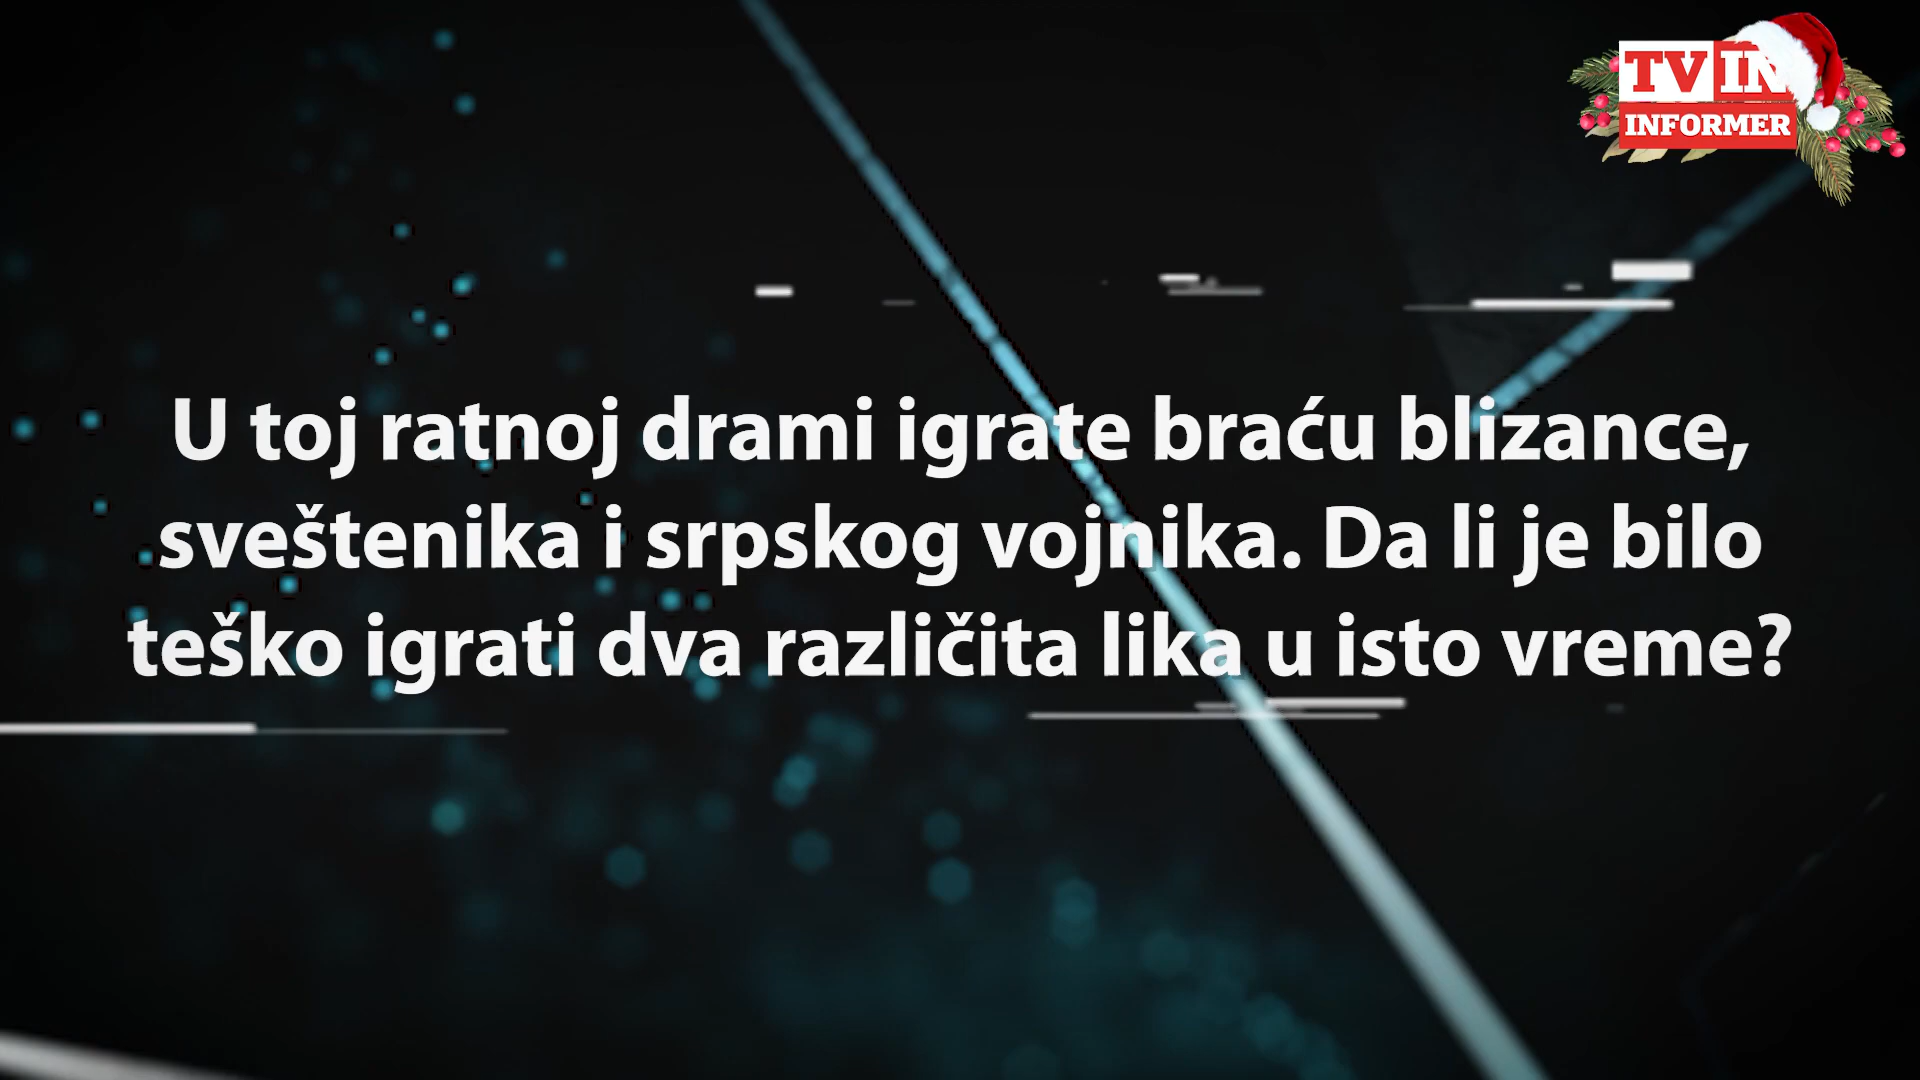 TV IN
INFORMER
U toj ratnoj drami igrate braću blizance,
sveštenika i srpskog vojnika. Da li je bilo
teško igrati dva različita lika u isto vreme?